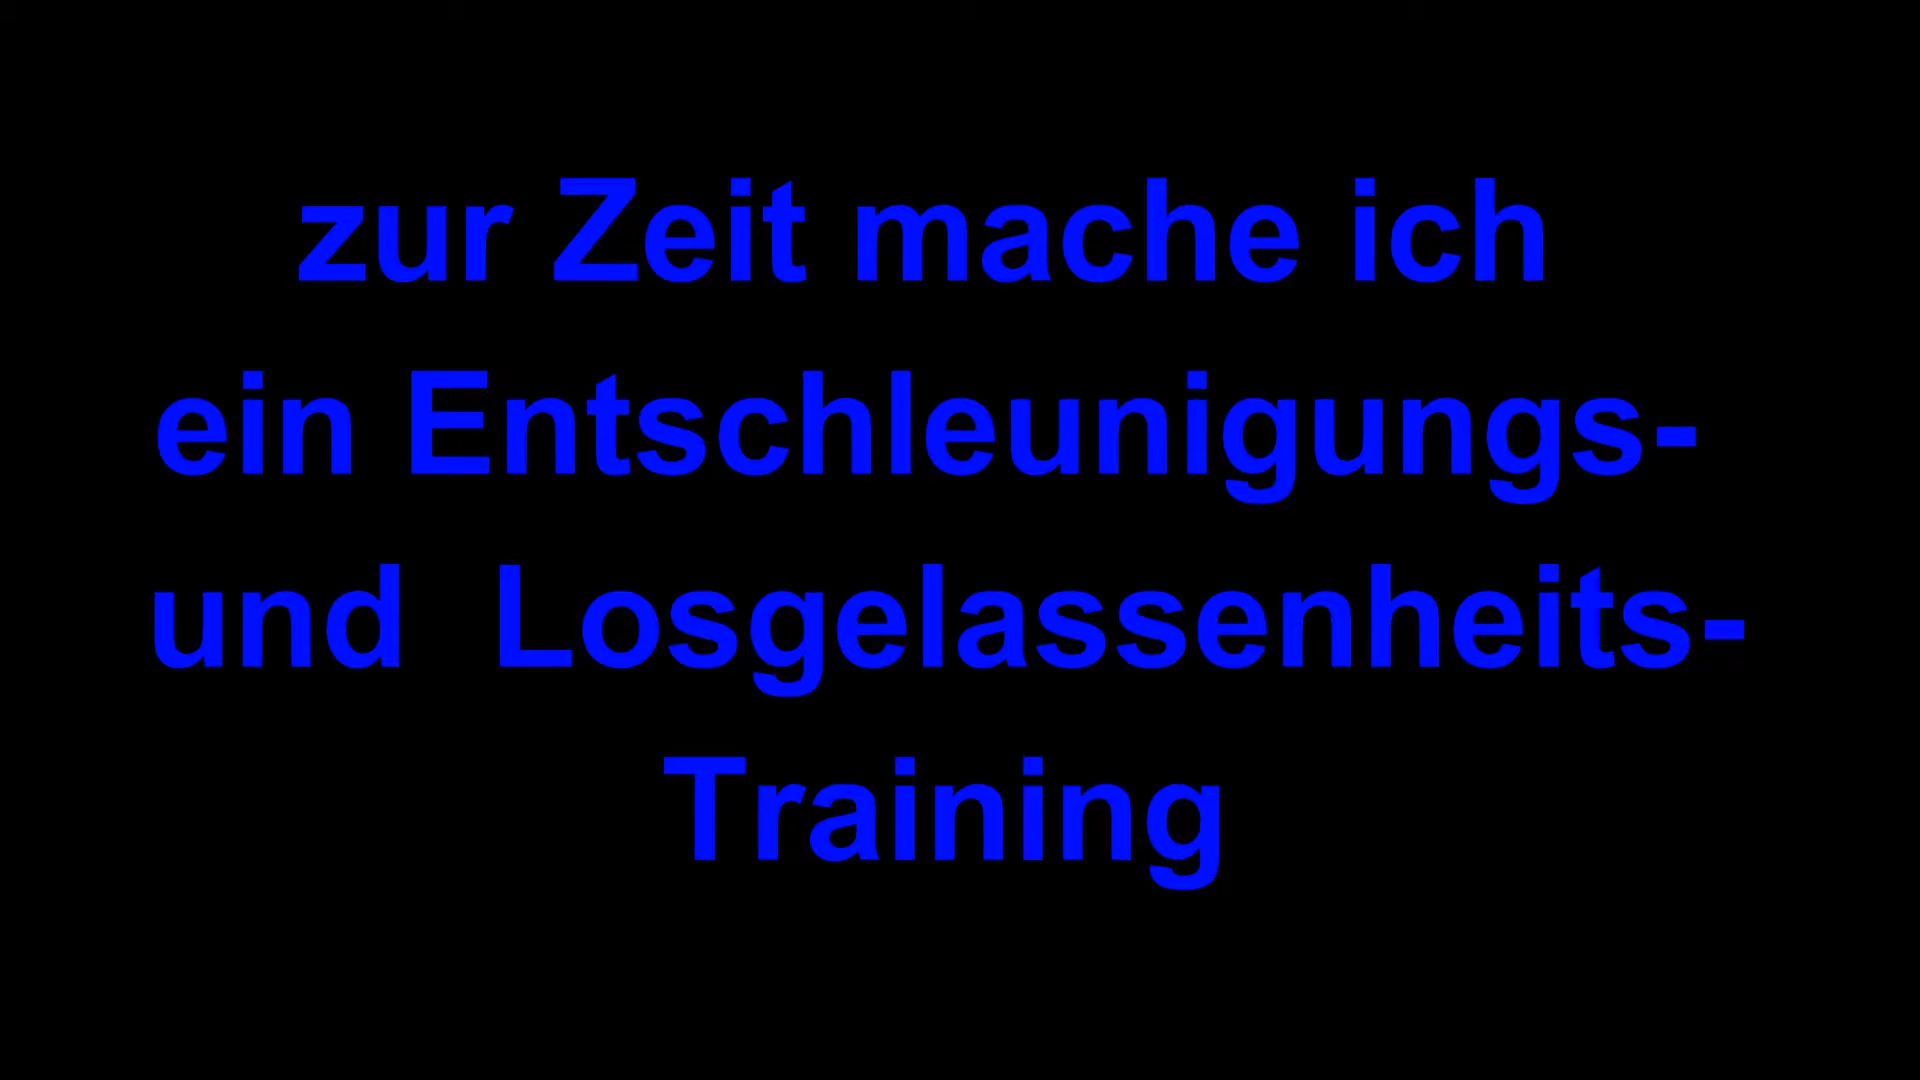 zur Zeit mache ich
ein Entschleunigungs-
und  Losgelassenheits-
Training